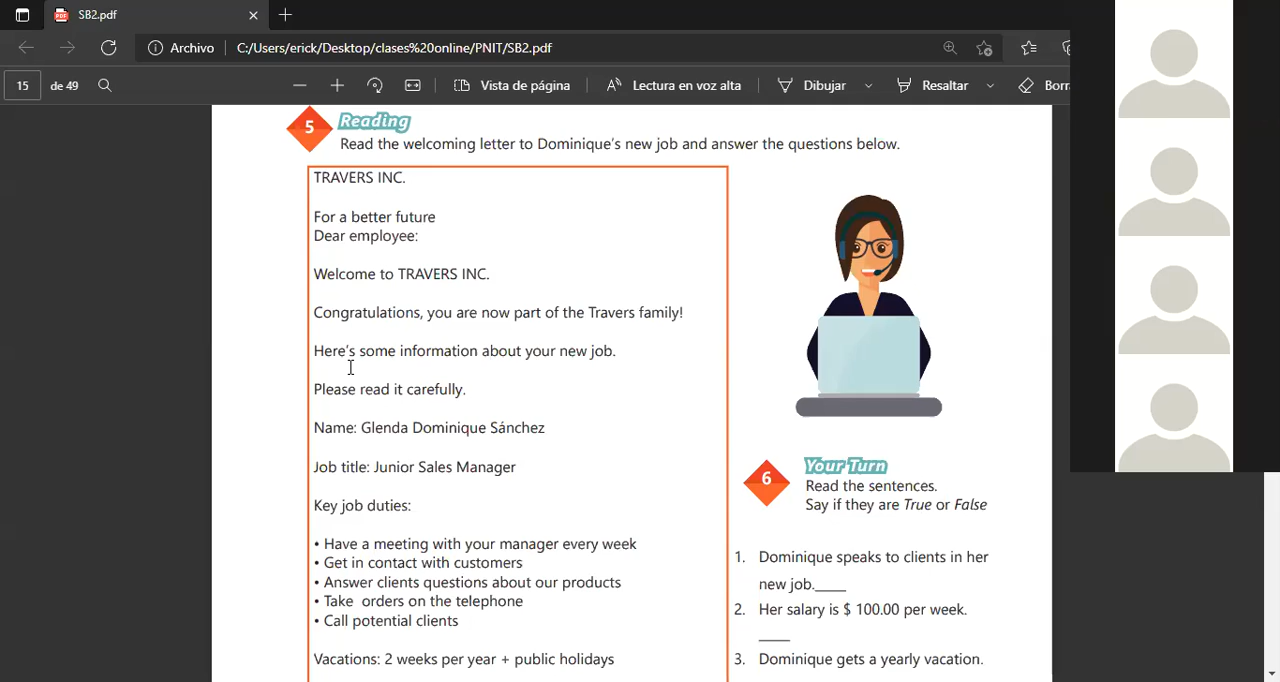 SB2.pdf
Archivo
C:/Users/erick/Desktop/clases%20online/PNIT/SB2.pdf
15 de 49
Vista de página
Lectura en voz alta
Dibujar
Resaltar
5 Reading
Read the welcoming letter to Dominique's new job and answer the questions below.
TRAVERS INC.
For a better future
Dear employee:
Welcome to TRAVERS INC.
Congratulations, you are now part of the Travers family!
Here's some information about your new job.
Please read it carefully.
Name: Glenda Dominique Sánchez
Job title: Junior Sales Manager
Key job duties:
• Have a meeting with your manager every week
• Get in contact with customers
• Answer clients questions about our products
• Take orders on the telephone
• Call potential clients
Vacations: 2 weeks per year + public holidays
6 Your Turn
Read the sentences.
Say if they are True or False
1. Dominique speaks to clients in her
new job.____
2. Her salary is $ 100.00 per week.
____
3. Dominique gets a yearly vacation.